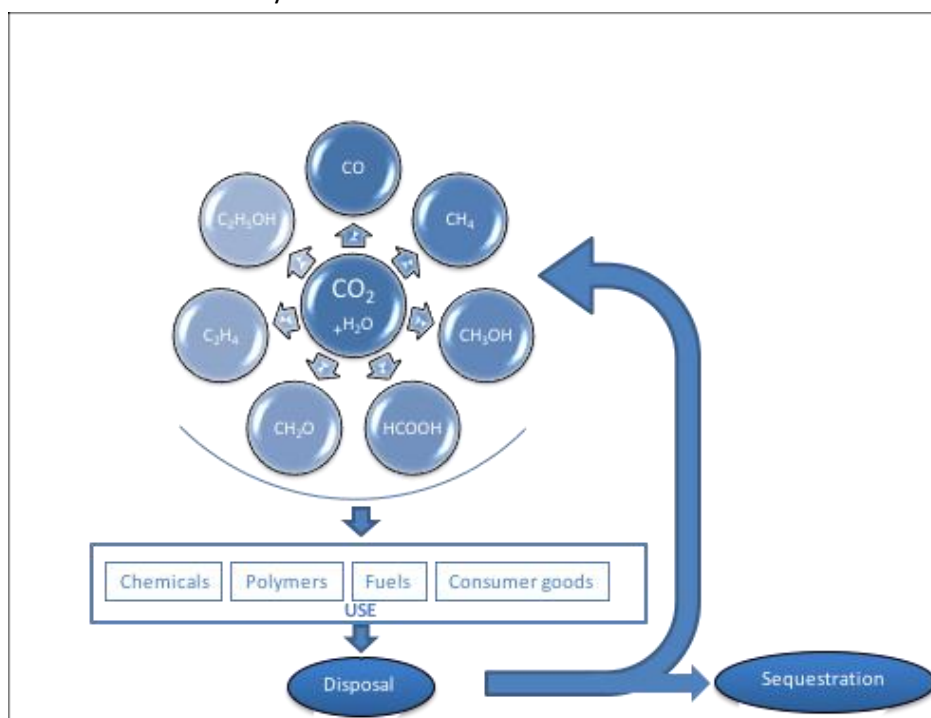 CO
C₂H₅OH
CH₄
CO₂
+H₂O
C₂H₄
CH₃OH
CH₂O
HCOOH
Chemicals
Polymers
Fuels
Consumer goods
USE
Disposal
Sequestration